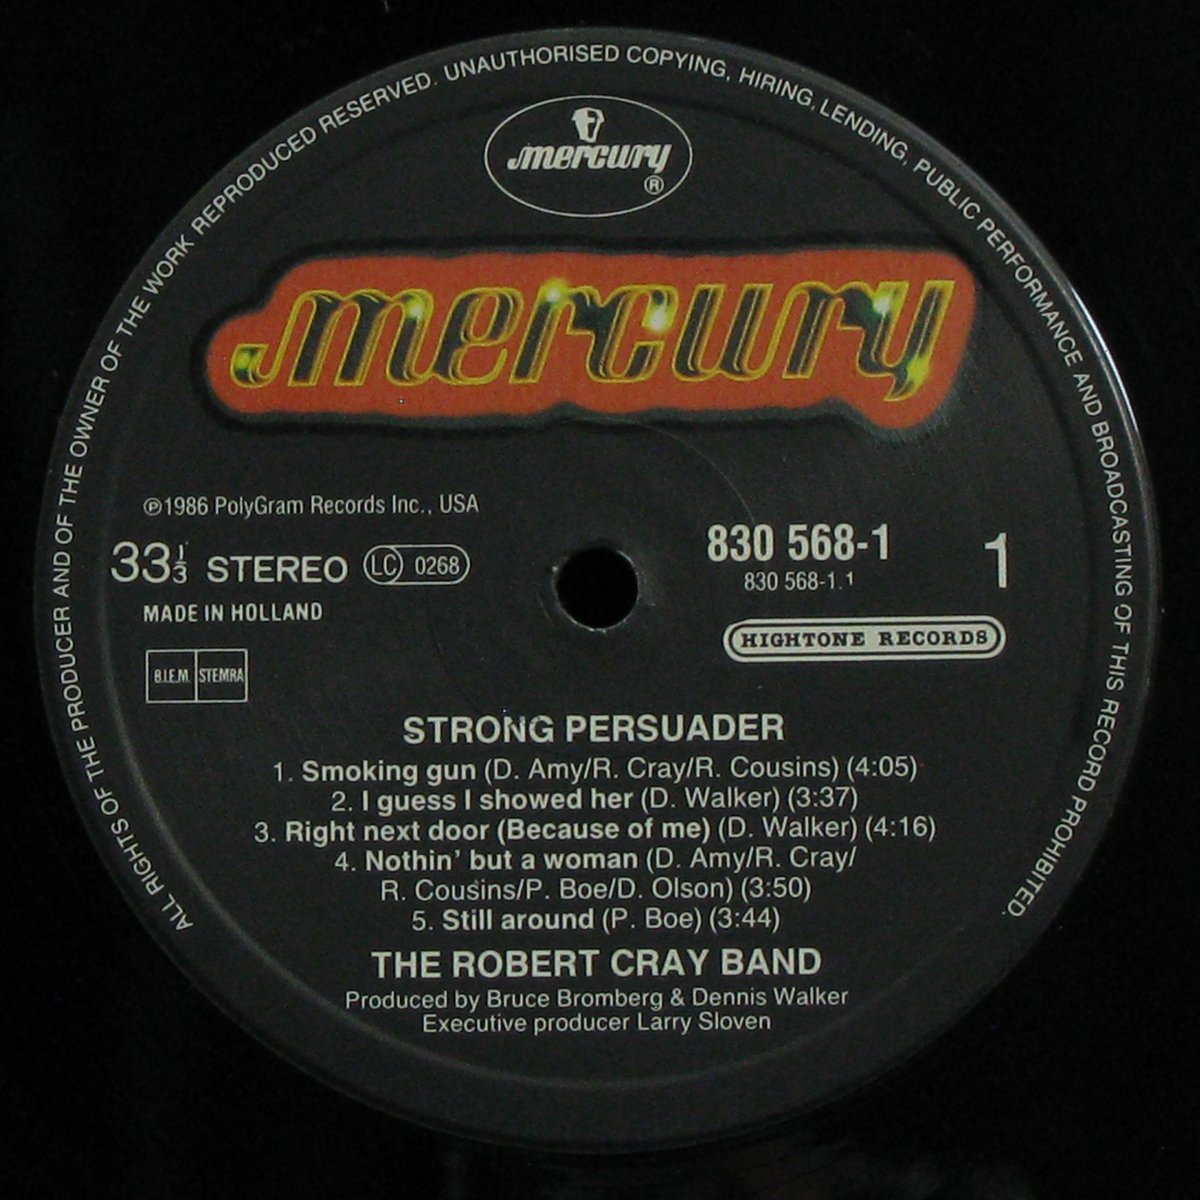 ALL RIGHTS OF THE PRODUCER AND OF THE OWNER OF THE WORK REPRODUCED RESERVED. UNAUTHORISED COPYING, HIRING, LENDING, PUBLIC PERFORMANCE AND BROADCASTING OF THIS RECORD PROHIBITED.
mercury
®
mercury
℗1986 PolyGram Records Inc., USA
33 1/3 STEREO LC 0268
MADE IN HOLLAND
B.I.E.M. STEMRA
830 568-1
830 568-1.1
1
HIGHTONE RECORDS
STRONG PERSUADER
1. Smoking gun (D. Amy/R. Cray/R. Cousins) (4:05)
2. I guess I showed her (D. Walker) (3:37)
3. Right next door (Because of me) (D. Walker) (4:16)
4. Nothin' but a woman (D. Amy/R. Cray/
R. Cousins/P. Boe/D. Olson) (3:50)
5. Still around (P. Boe) (3:44)
THE ROBERT CRAY BAND
Produced by Bruce Bromberg & Dennis Walker
Executive producer Larry Sloven